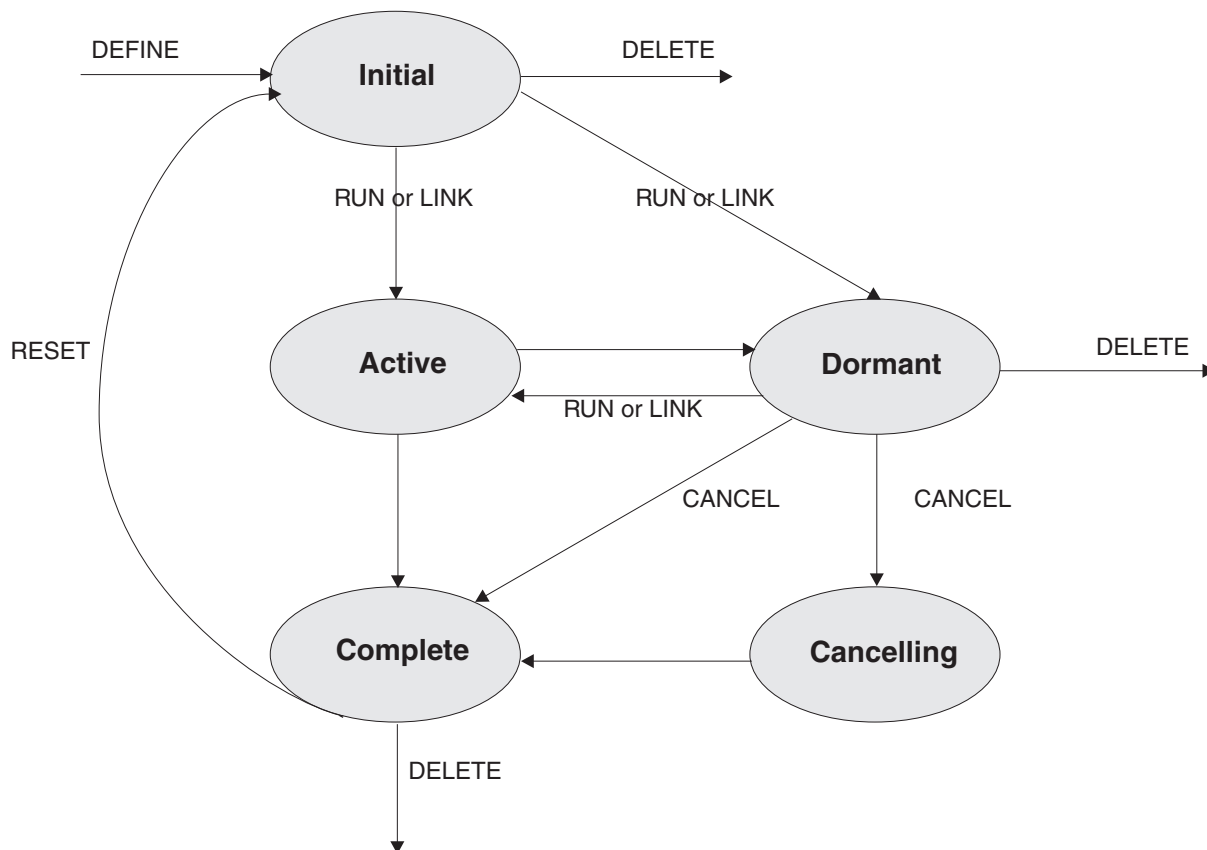 DEFINE
Initial
DELETE
RUN or LINK
RUN or LINK
RESET
Active
Dormant
DELETE
RUN or LINK
CANCEL
CANCEL
Complete
Cancelling
DELETE